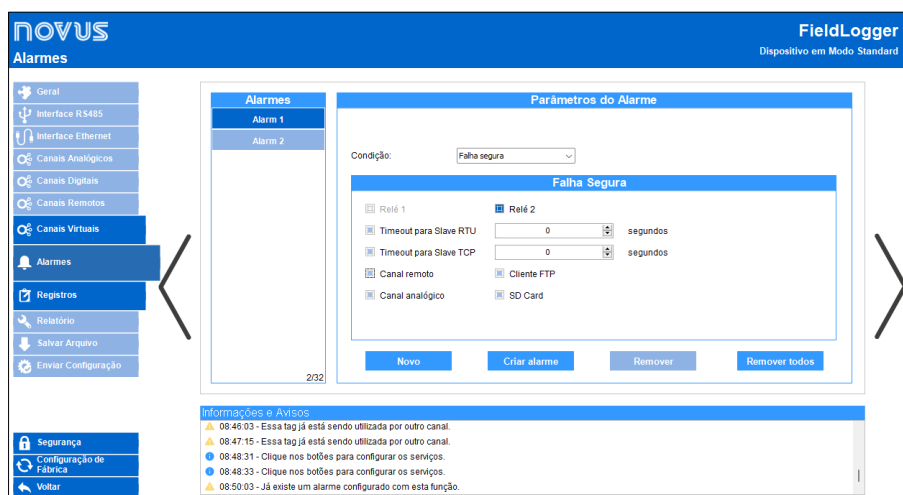 novus
FieldLogger
Alarmes
Dispositivo em Modo Standard
Geral
Interface RS485
Interface Ethernet
Canais Analógicos
Canais Digitais
Canais Remotos
Canais Virtuais
Alarmes
Registros
Relatório
Salvar Arquivo
Enviar Configuração
Segurança
Configuração de
Fábrica
Voltar
Alarmes
Alarm 1
Alarm 2
2/32
Parâmetros do Alarme
Condição: Falha segura
Falha Segura
Relé 1 Relé 2
Timeout para Slave RTU 0 segundos
Timeout para Slave TCP 0 segundos
Canal remoto Cliente FTP
Canal analógico SD Card
Novo Criar alarme Remover Remover todos
Informações e Avisos
08:46:03 - Essa tag já está sendo utilizada por outro canal.
08:47:15 - Essa tag já está sendo utilizada por outro canal.
08:48:31 - Clique nos botões para configurar os serviços.
08:48:33 - Clique nos botões para configurar os serviços.
08:50:03 - Já existe um alarme configurado com esta função.